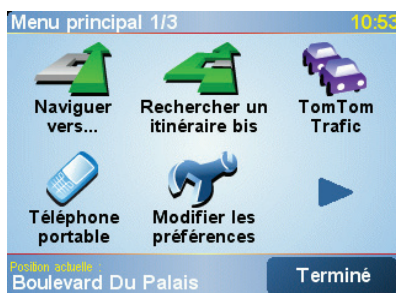 Menu principal 1/3
10:53
Naviguer
vers...
Rechercher un
itinéraire bis
TomTom
Trafic
Téléphone
portable
Modifier les
préférences
Position actuelle :
Boulevard Du Palais
Terminé